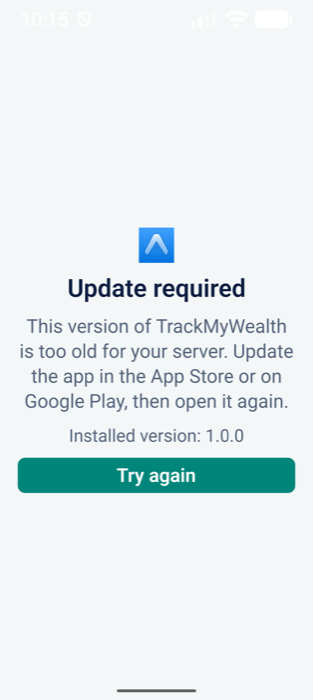 10:15
Update required
This version of TrackMyWealth
is too old for your server. Update
the app in the App Store or on
Google Play, then open it again.
Installed version: 1.0.0
Try again